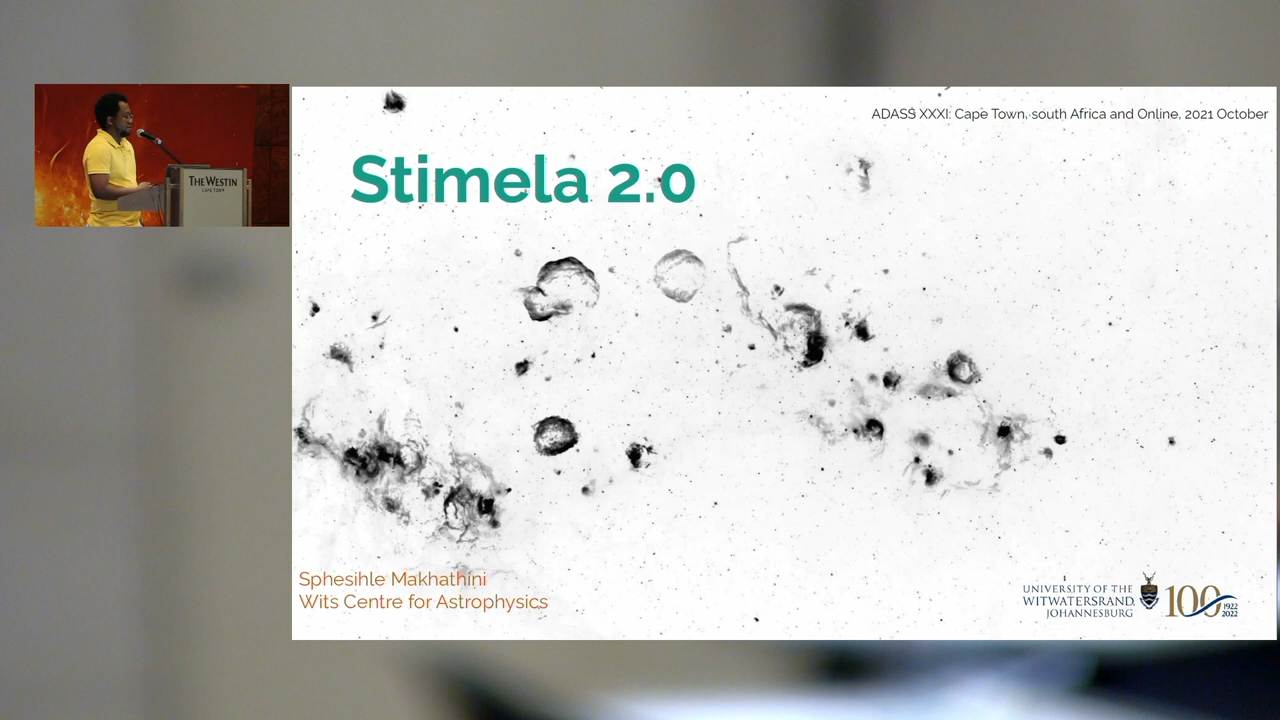 ADASS XXXI: Cape Town, south Africa and Online, 2021 October
Stimela 2.0
THE WESTIN
CAPE TOWN
Sphesihle Makhathini
Wits Centre for Astrophysics
UNIVERSITY OF THE
WITWATERSRAND,
JOHANNESBURG
100
1922
2022